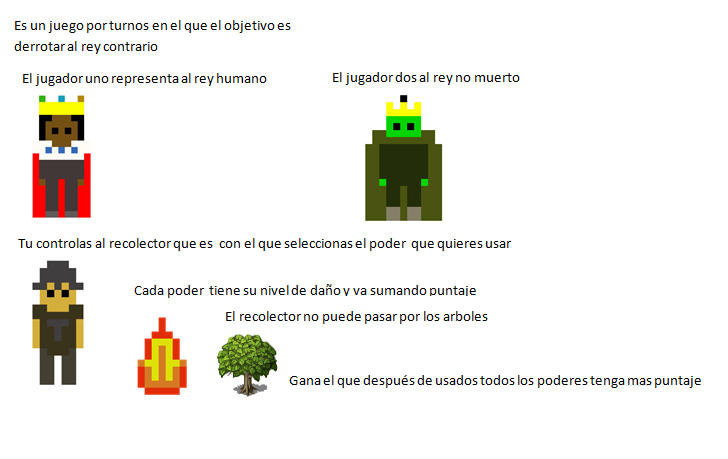 Es un juego por turnos en el que el objetivo es
derrotar al rey contrario
El jugador uno representa al rey humano
El jugador dos al rey no muerto
Tu controlas al recolector que es con el que seleccionas el poder que quieres usar
Cada poder tiene su nivel de daño y va sumando puntaje
El recolector no puede pasar por los arboles
Gana el que después de usados todos los poderes tenga mas puntaje